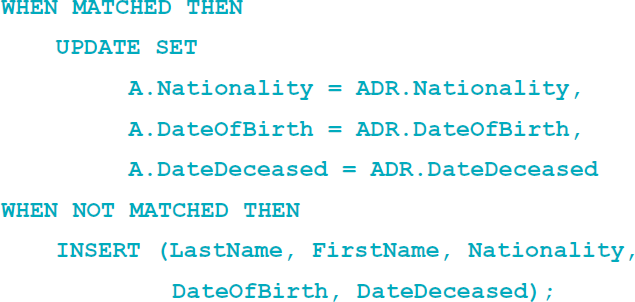 WHEN MATCHED THEN
UPDATE SET
A.Nationality = ADR.Nationality,
A.DateOfBirth = ADR.DateOfBirth,
A.DateDeceased = ADR.DateDeceased
WHEN NOT MATCHED THEN
INSERT (LastName, FirstName, Nationality,
DateOfBirth, DateDeceased);